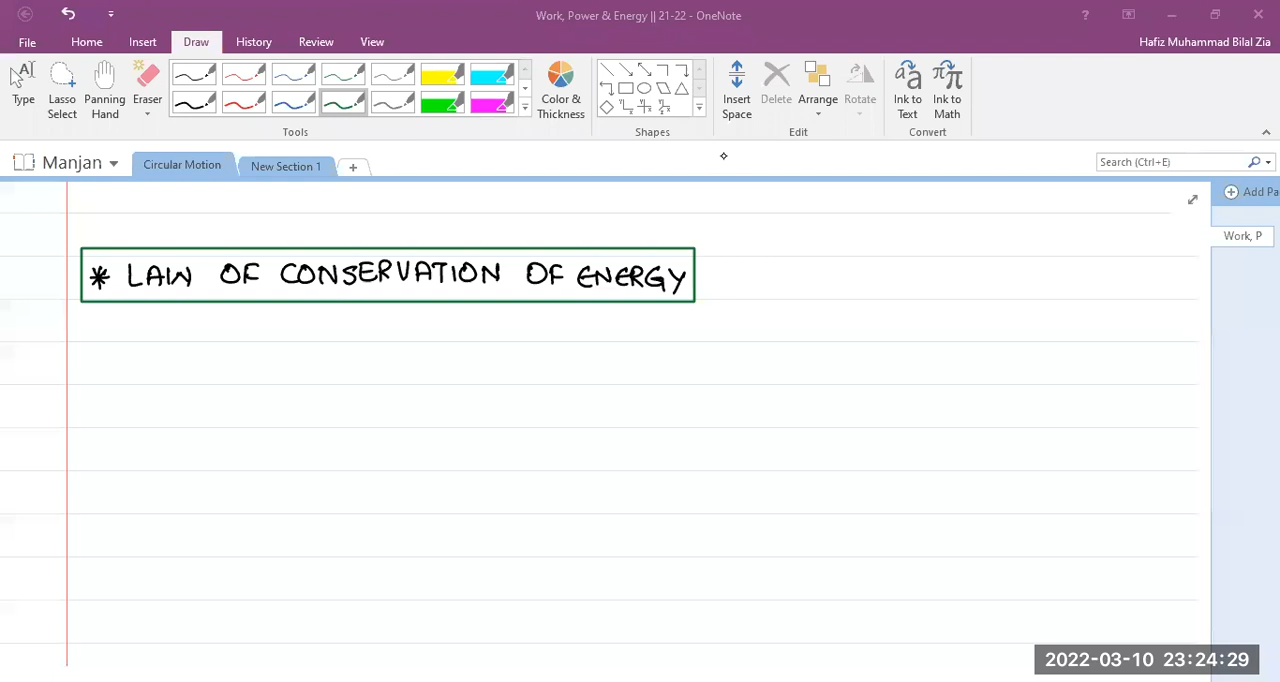 Work, Power & Energy || 21-22 - OneNote
File Home Insert Draw History Review View Hafiz Muhammad Bilal Zia
Type Lasso Select Panning Hand Eraser Color & Thickness Insert Space Delete Arrange Rotate Ink to Text Ink to Math
Tools Shapes Edit Convert
Manjan Circular Motion New Section 1 + Search (Ctrl+E)
Add Pa
Work, P
* LAW OF CONSERVATION OF ENERGY
2022-03-10 23:24:29